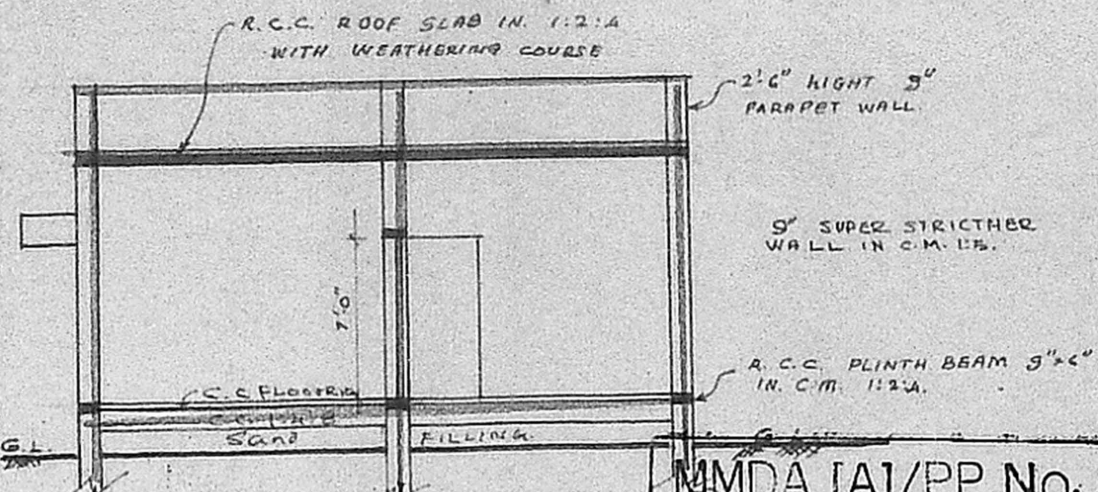 R.C.C. ROOF SLAB IN. 1:2:4
WITH WEATHERING COURSE
2'-6" HIGHT 9"
PARAPET WALL.
9" SUPER STRICTHER
WALL IN C.M. 1:5.
7'-0"
R.C.C. PLINTH BEAM 9"x6"
IN. C.M. 1:2:4.
C.C FLOORING
Sand FILLING.
G.L.
G.L.
MMDA [A]/PP No.